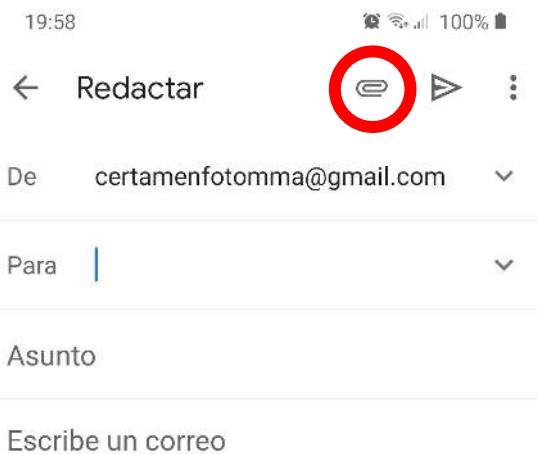 19:58 100%
Redactar
De certamenfotomma@gmail.com
Para
Asunto
Escribe un correo